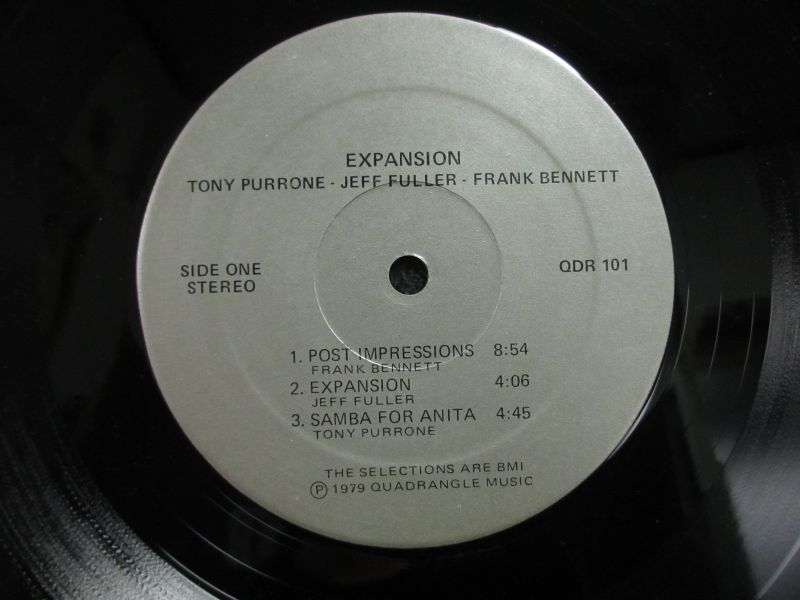 EXPANSION
TONY PURRONE - JEFF FULLER - FRANK BENNETT
SIDE ONE
STEREO
QDR 101
1. POST IMPRESSIONS 8:54
FRANK BENNETT
2. EXPANSION 4:06
JEFF FULLER
3. SAMBA FOR ANITA 4:45
TONY PURRONE
THE SELECTIONS ARE BMI
Ⓟ 1979 QUADRANGLE MUSIC